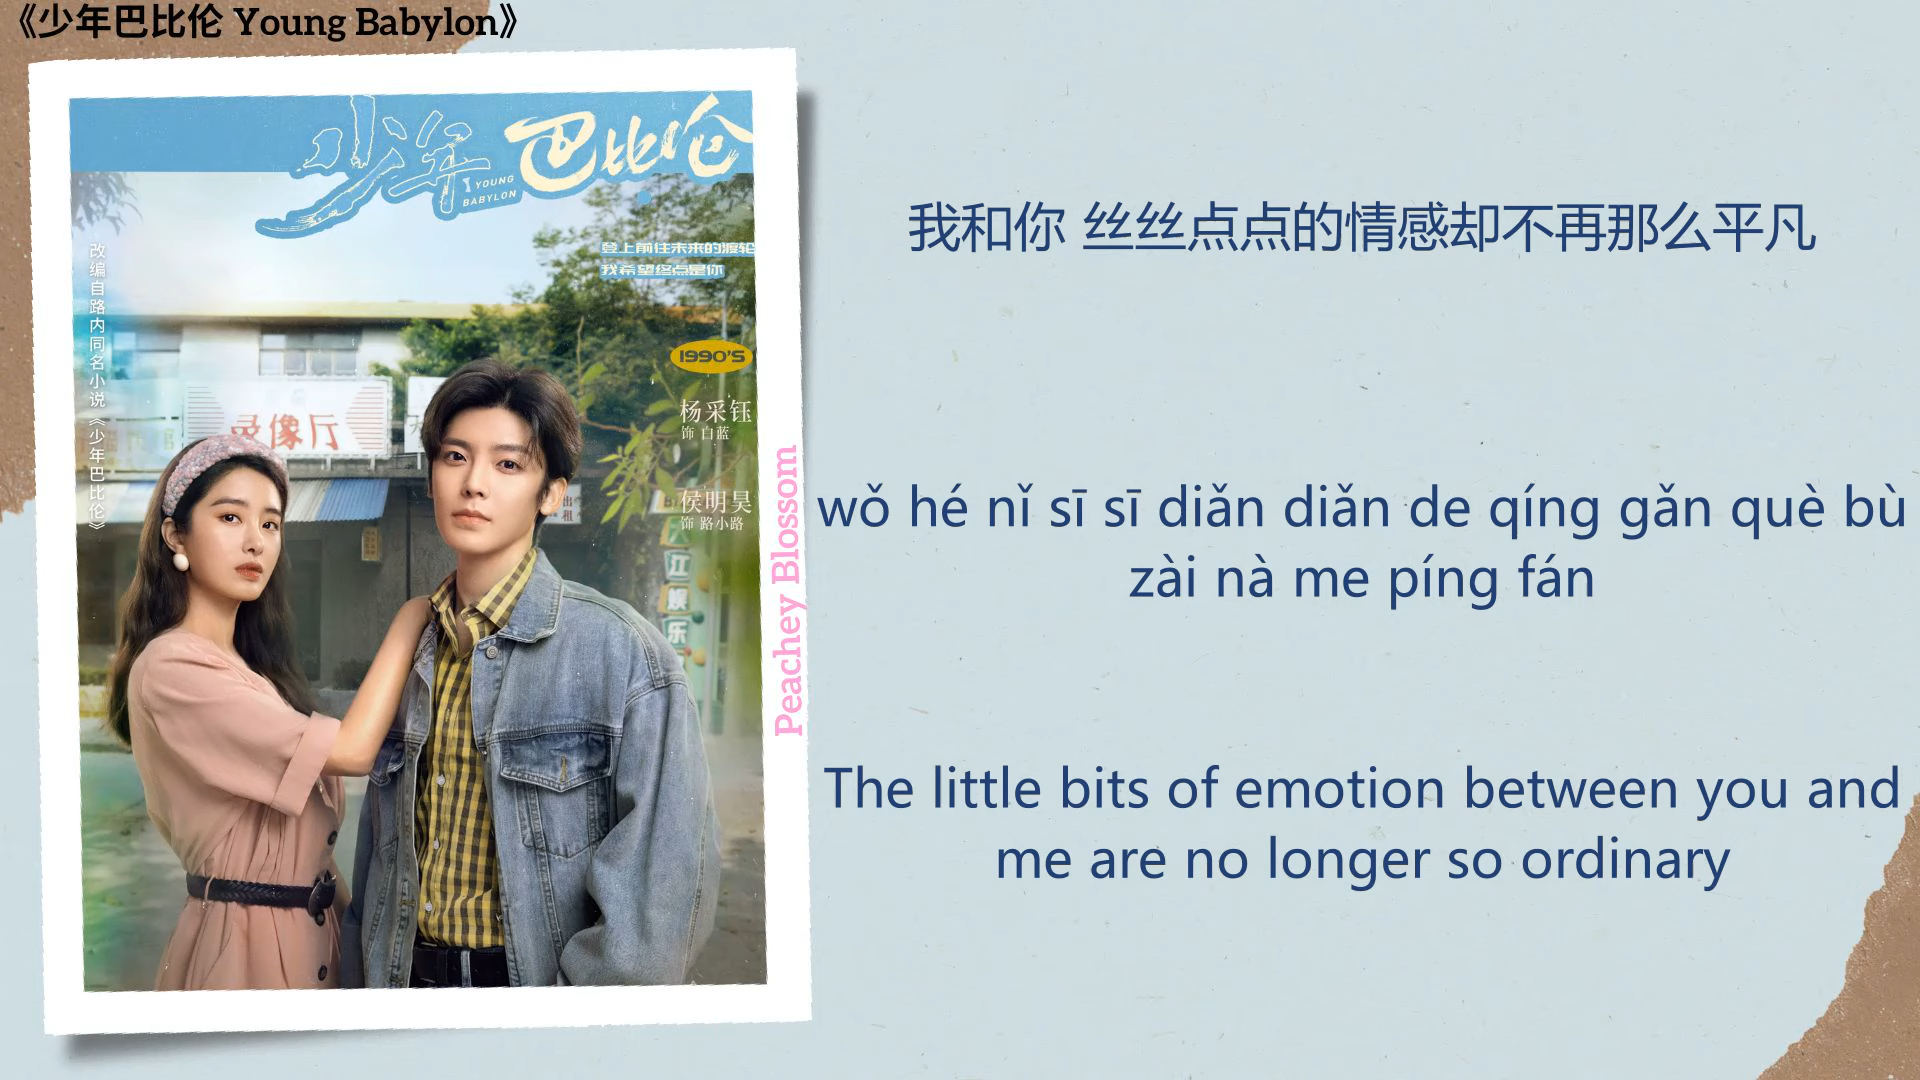 《少年巴比伦 Young Babylon》
少年巴比伦
YOUNG
BABYLON
登上前往未来的渡轮
我希望终点是你
改编自路内同名小说《少年巴比伦》
1990'S
录像厅
杨采钰
饰 白蓝
侯明昊
饰 路小路
出租
江娱乐
Peachey Blossom
我和你 丝丝点点的情感却不再那么平凡
wǒ hé nǐ sī sī diǎn diǎn de qíng gǎn què bù
zài nà me píng fán
The little bits of emotion between you and
me are no longer so ordinary